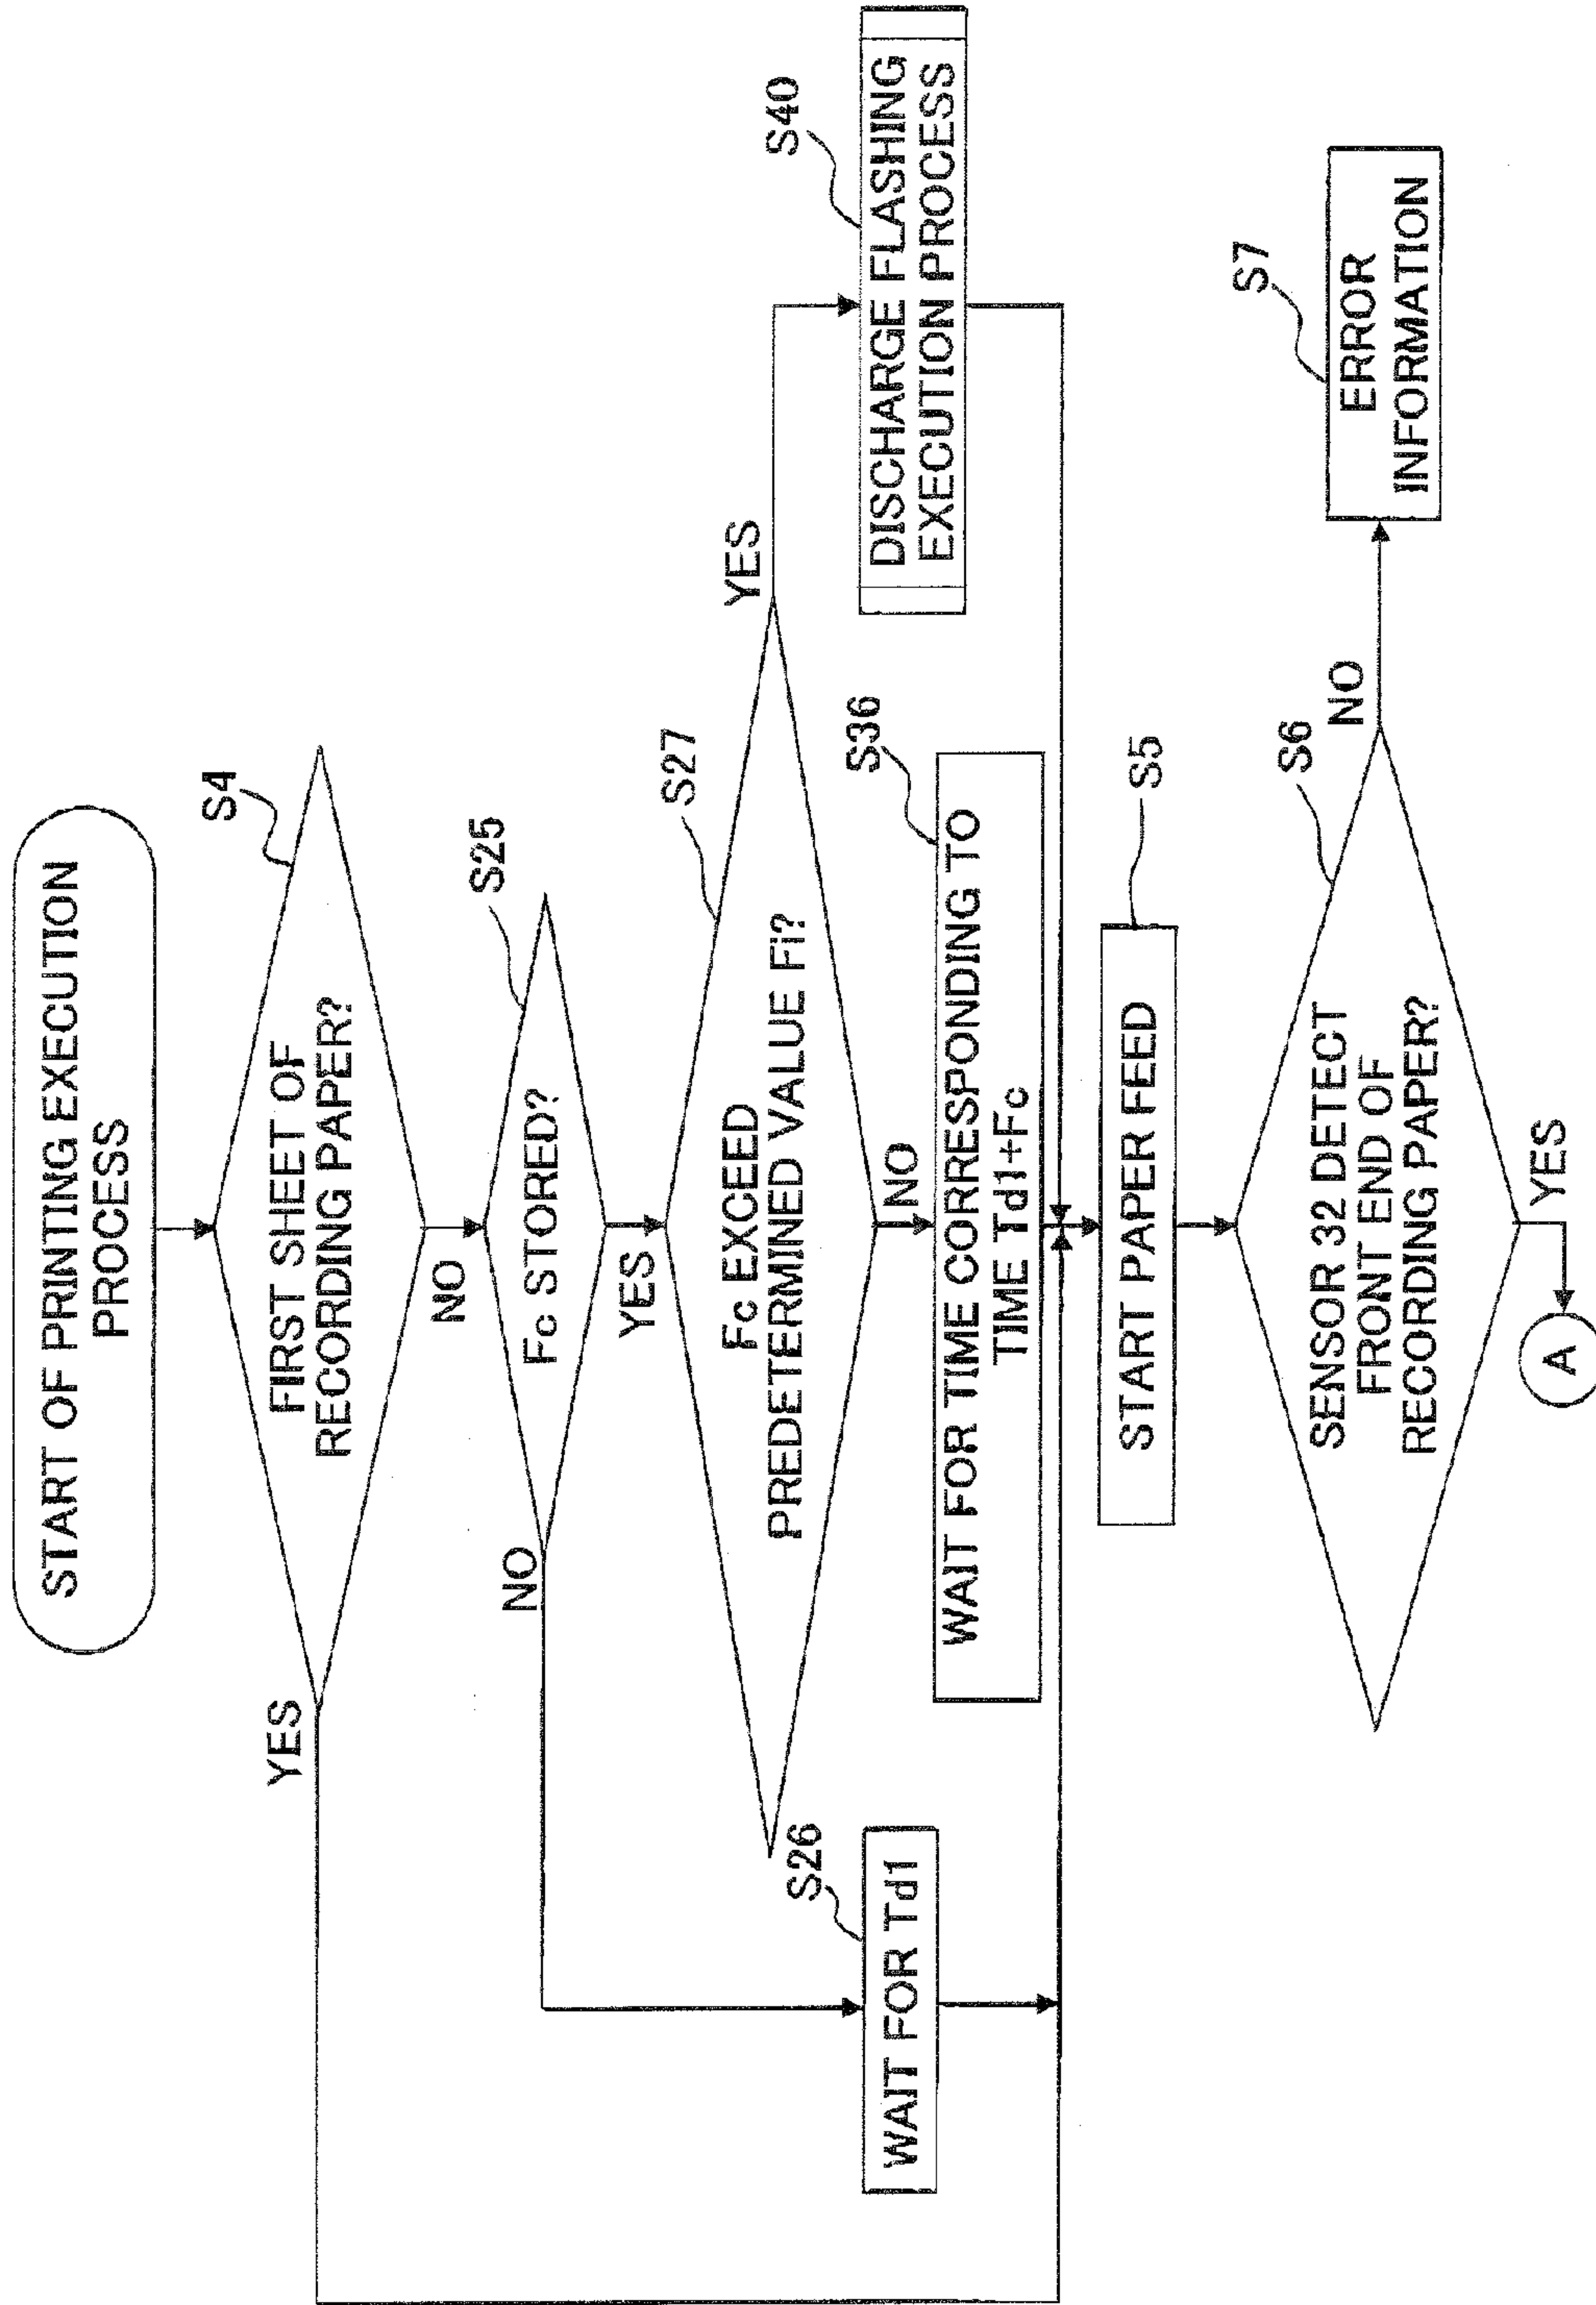 START OF PRINTING EXECUTION
PROCESS
S4
FIRST SHEET OF
RECORDING PAPER?
YES
NO
S25
Fc STORED?
NO
YES
S27
Fc EXCEED
PREDETERMINED VALUE Fi?
YES
NO
S26
WAIT FOR Td1
S36
WAIT FOR TIME CORRESPONDING TO
TIME Td1+Fc
S40
DISCHARGE FLASHING
EXECUTION PROCESS
S5
START PAPER FEED
S6
SENSOR 32 DETECT
FRONT END OF
RECORDING PAPER?
NO
YES
S7
ERROR
INFORMATION
A